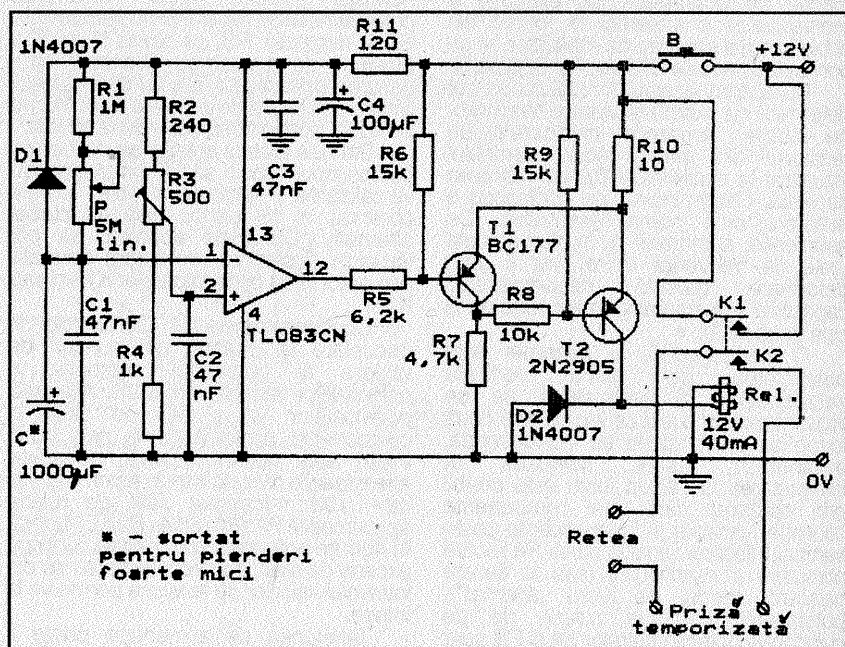 R11
120
B
+12V
1N4007
R1
1M
R2
240
D1
R3
500
P
5M
lin.
C4
100µF
C3
47nF
R6
15k
R9
15k
R10
10
T1
BC177
1
-
13
12
2
+
4
TL083CN
R5
6,2k
R8
10k
R7
4,7k
T2
2N2905
K1
K2
C1
47nF
C2
47
nF
R4
1k
+
C*
1000µF
D2
1N4007
Rel.
12V
40mA
0V
* - sortat
pentru pierderi
foarte mici
Retea
Priza
temporizată